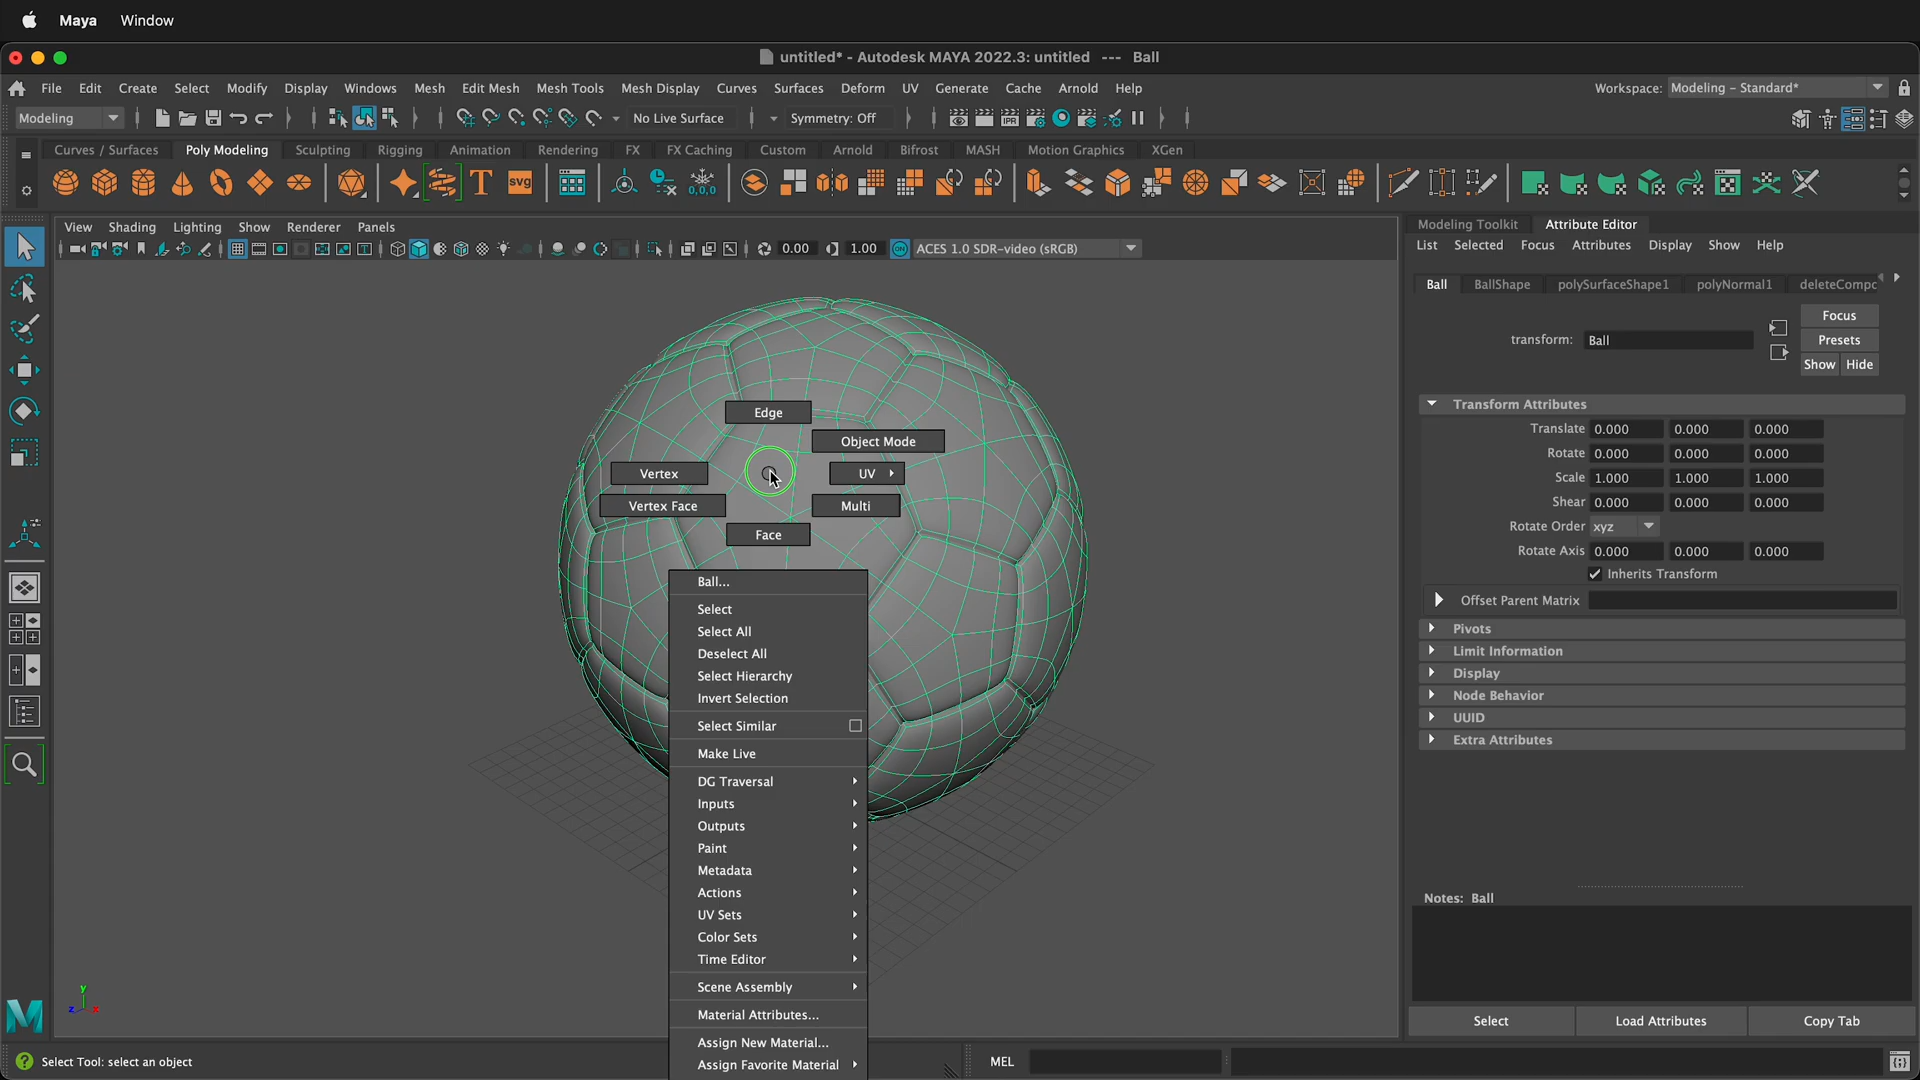 Maya Window
untitled* - Autodesk MAYA 2022.3: untitled --- Ball
File Edit Create Select Modify Display Windows Mesh Edit Mesh Mesh Tools Mesh Display Curves Surfaces Deform UV Generate Cache Arnold Help Workspace: Modeling - Standard*
Modeling No Live Surface Symmetry: Off IPR
Curves / Surfaces Poly Modeling Sculpting Rigging Animation Rendering FX FX Caching Custom Arnold Bifrost MASH Motion Graphics XGen
T SVG 0,0,0
View Shading Lighting Show Renderer Panels
0.00 1.00 ON ACES 1.0 SDR-video (sRGB)
Modeling Toolkit Attribute Editor
List Selected Focus Attributes Display Show Help
Ball BallShape polySurfaceShape1 polyNormal1 deleteCompc
transform: Ball
Focus
Presets
Show Hide
Transform Attributes
Translate 0.000 0.000 0.000
Rotate 0.000 0.000 0.000
Scale 1.000 1.000 1.000
Shear 0.000 0.000 0.000
Rotate Order xyz
Rotate Axis 0.000 0.000 0.000
Inherits Transform
Offset Parent Matrix
Pivots
Limit Information
Display
Node Behavior
UUID
Extra Attributes
Notes: Ball
Select Load Attributes Copy Tab
Edge
Object Mode
Vertex UV
Vertex Face Multi
Face
Ball...
Select
Select All
Deselect All
Select Hierarchy
Invert Selection
Select Similar
Make Live
DG Traversal
Inputs
Outputs
Paint
Metadata
Actions
UV Sets
Color Sets
Time Editor
Scene Assembly
Material Attributes...
Assign New Material...
Assign Favorite Material
y
z x
M
? Select Tool: select an object
MEL